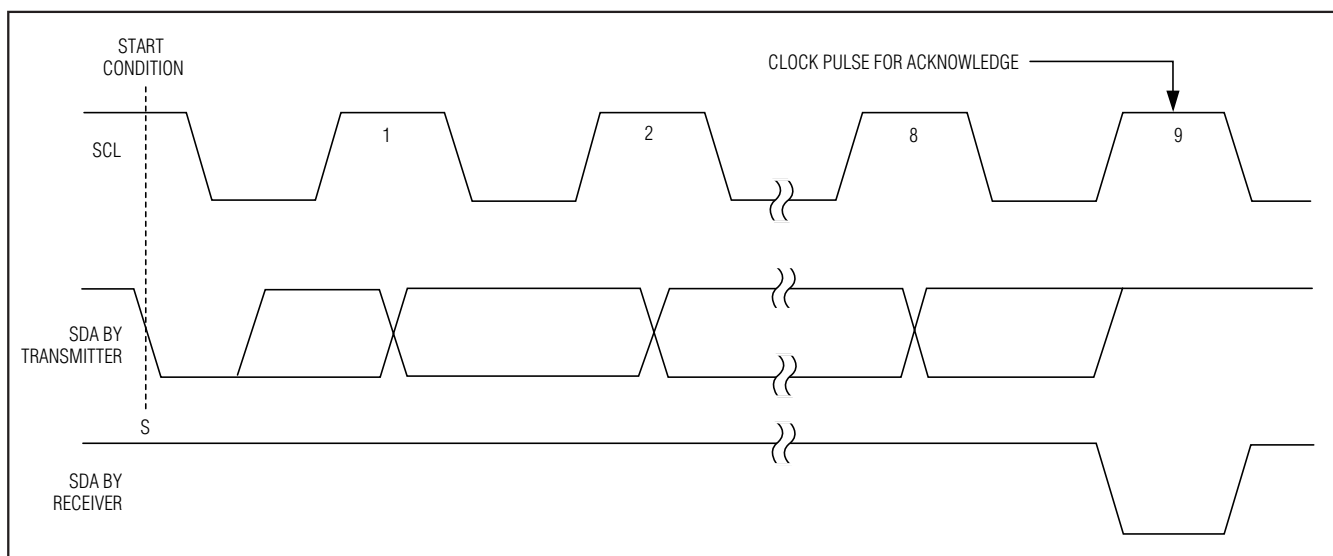 START
CONDITION
CLOCK PULSE FOR ACKNOWLEDGE
SCL
1
2
8
9
SDA BY
TRANSMITTER
S
SDA BY
RECEIVER